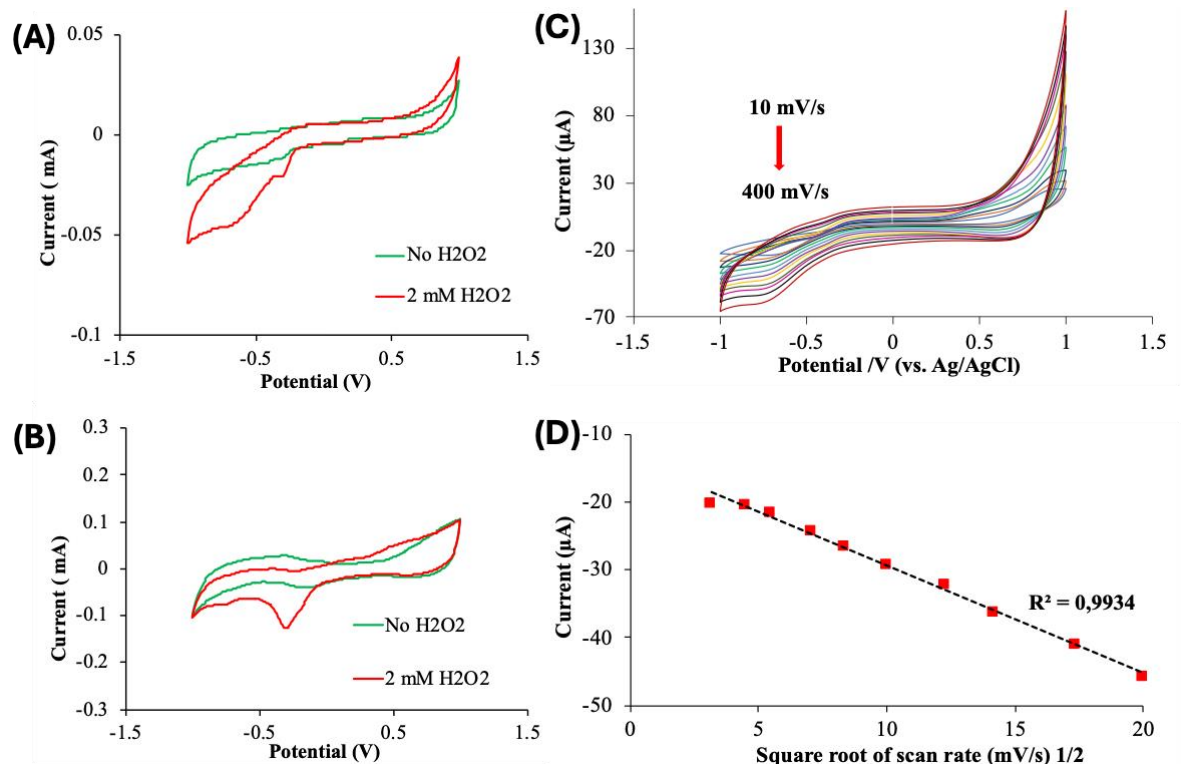 (A)
0.05
0
-0.05
-0.1
-1.5
-0.5
0.5
1.5
Current ( mA)
Potential (V)
No H2O2
2 mM H2O2
(C)
130
80
30
-20
-70
-1.5
-1
-0.5
0
0.5
1
1.5
Current (µA)
Potential /V (vs. Ag/AgCl)
10 mV/s
400 mV/s
(B)
0.3
0.2
0.1
0
-0.1
-0.2
-0.3
-1.5
-0.5
0.5
1.5
Current ( mA)
Potential (V)
No H2O2
2 mM H2O2
(D)
-10
-20
-30
-40
-50
0
5
10
15
20
Current (µA)
Square root of scan rate (mV/s) 1/2
R² = 0,9934